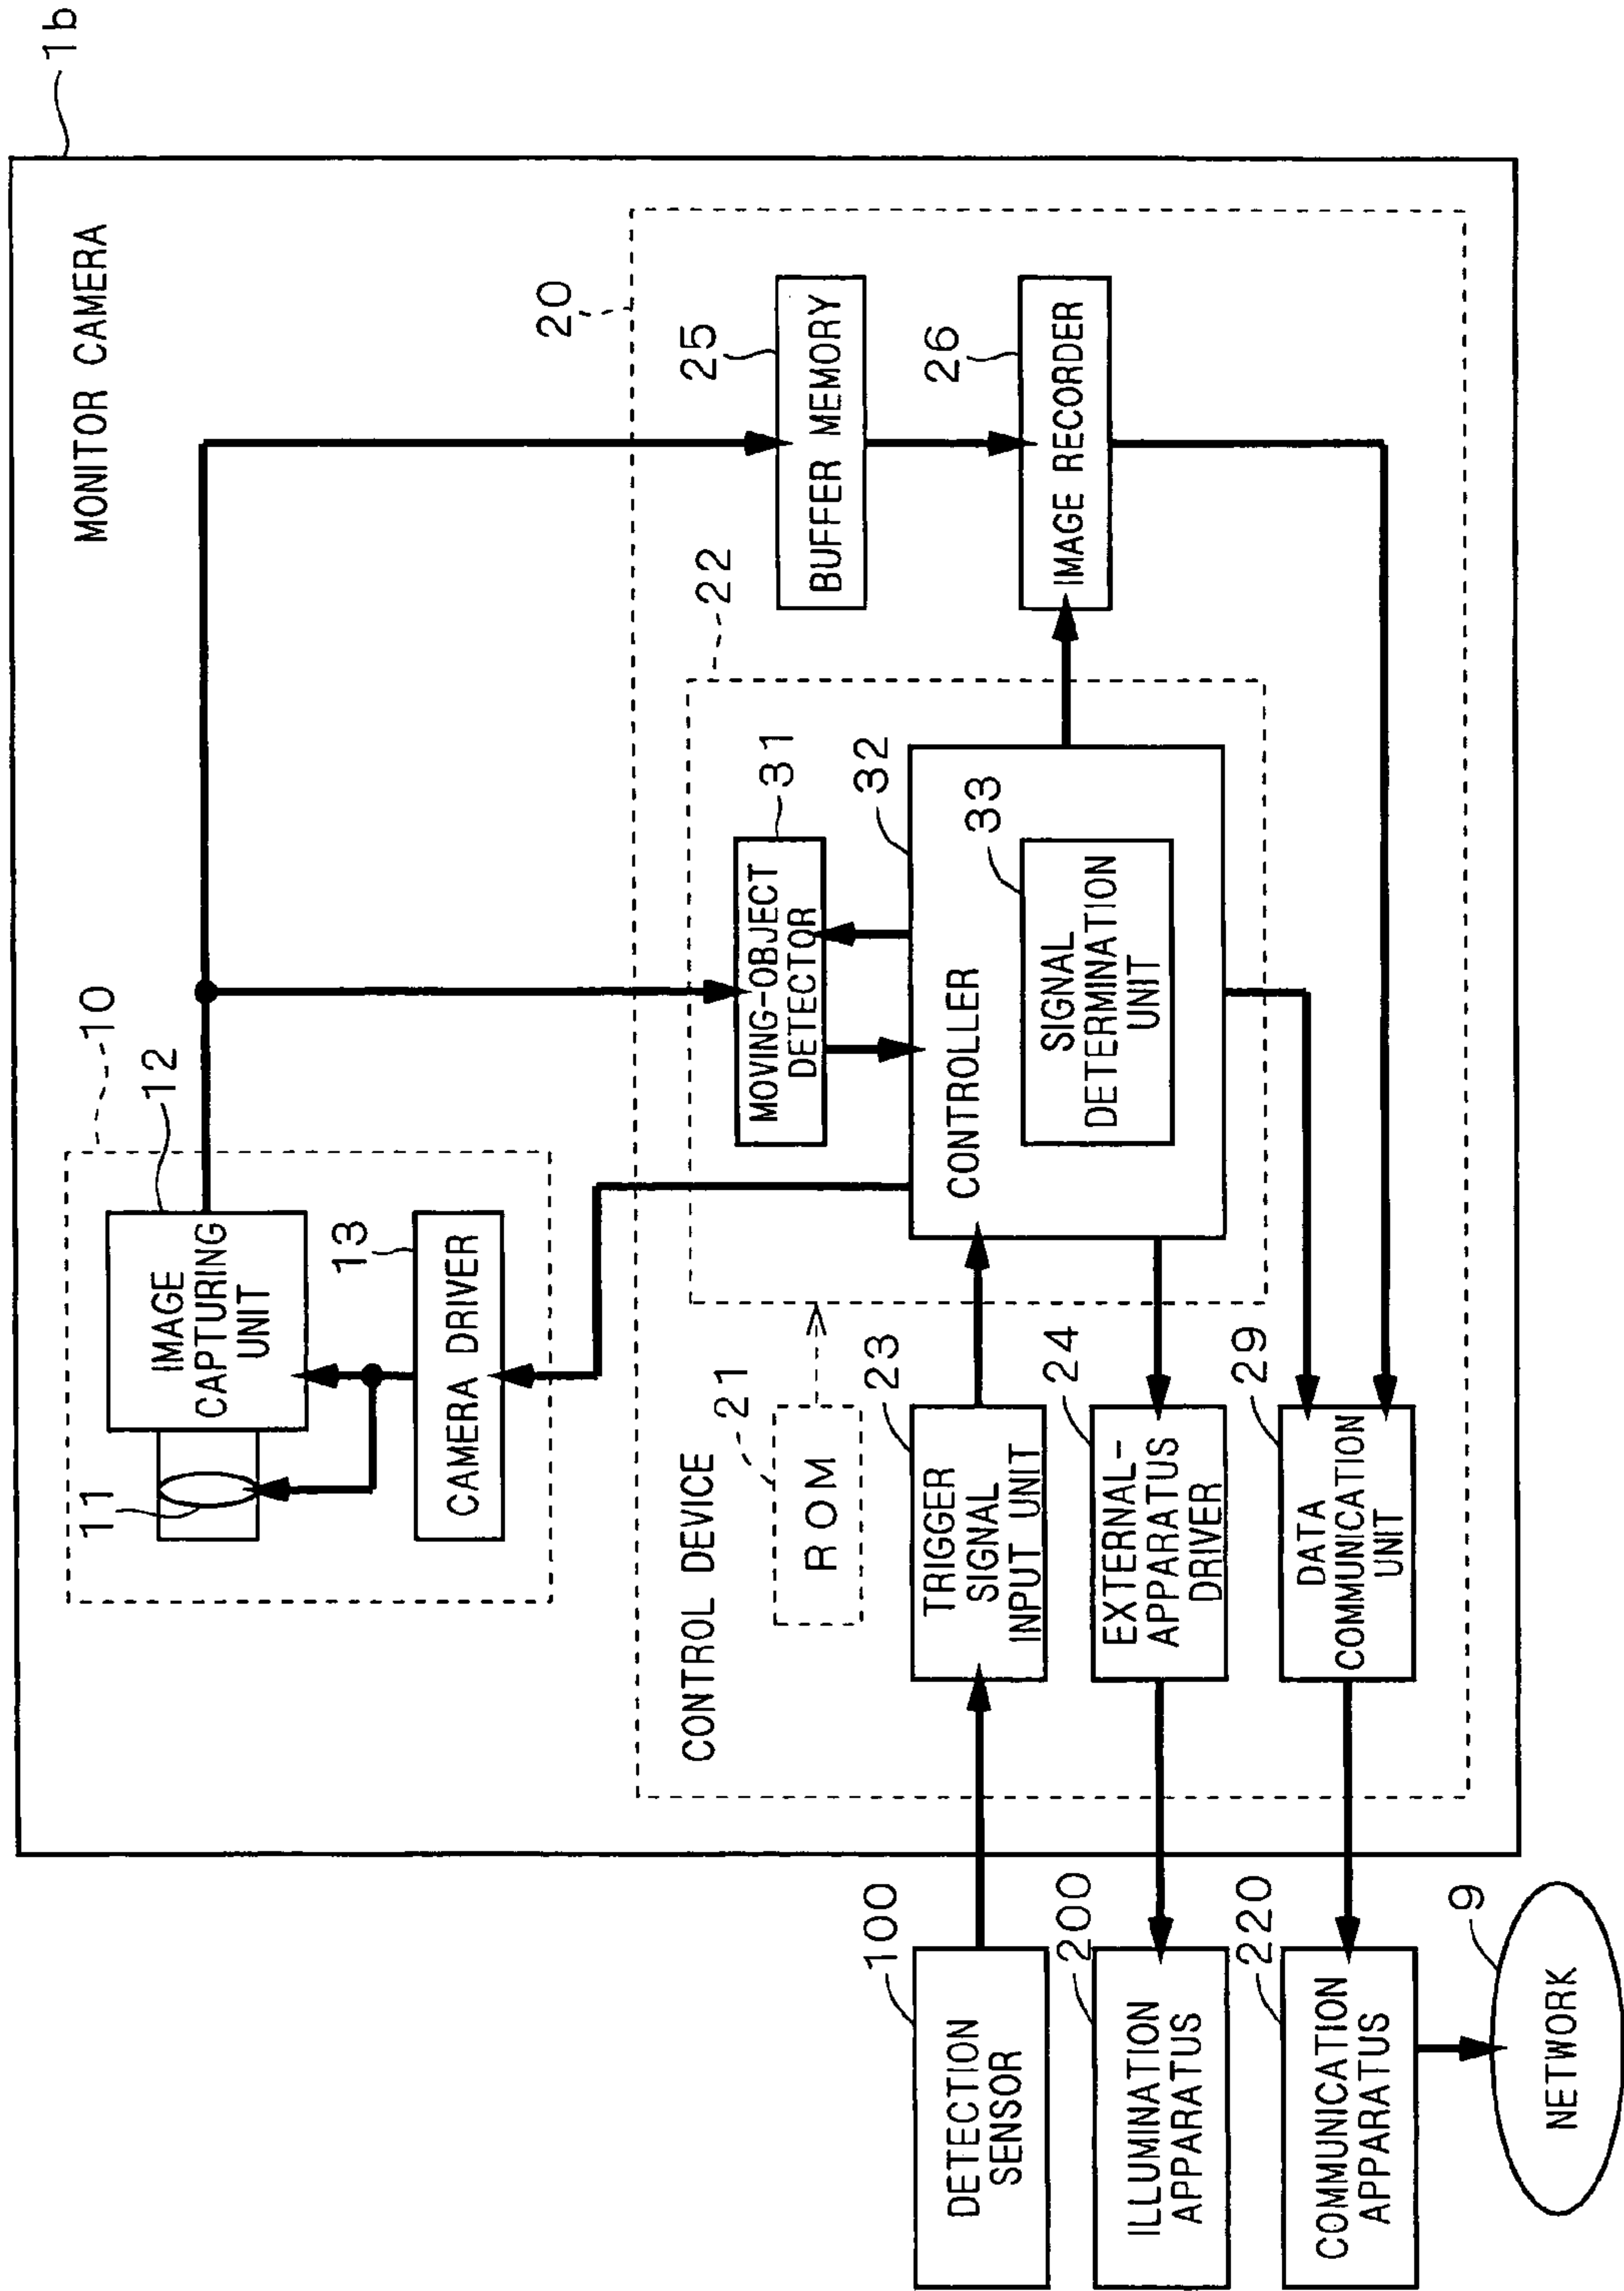 1b
MONITOR CAMERA
10
12
11
IMAGE
CAPTURING
UNIT
13
CAMERA DRIVER
20
CONTROL DEVICE
21
ROM
22
25
BUFFER MEMORY
26
IMAGE RECORDER
31
MOVING-OBJECT
DETECTOR
32
CONTROLLER
33
SIGNAL
DETERMINATION
UNIT
23
TRIGGER
SIGNAL
INPUT UNIT
24
EXTERNAL-
APPARATUS
DRIVER
29
DATA
COMMUNICATION
UNIT
100
DETECTION
SENSOR
200
ILLUMINATION
APPARATUS
220
COMMUNICATION
APPARATUS
9
NETWORK